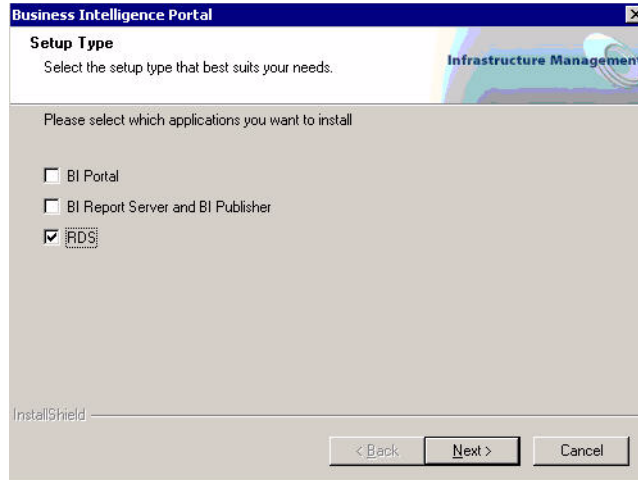 Business Intelligence Portal
Setup Type
Select the setup type that best suits your needs.
Infrastructure Management
Please select which applications you want to install
BI Portal
BI Report Server and BI Publisher
RDS
InstallShield
< Back
Next >
Cancel